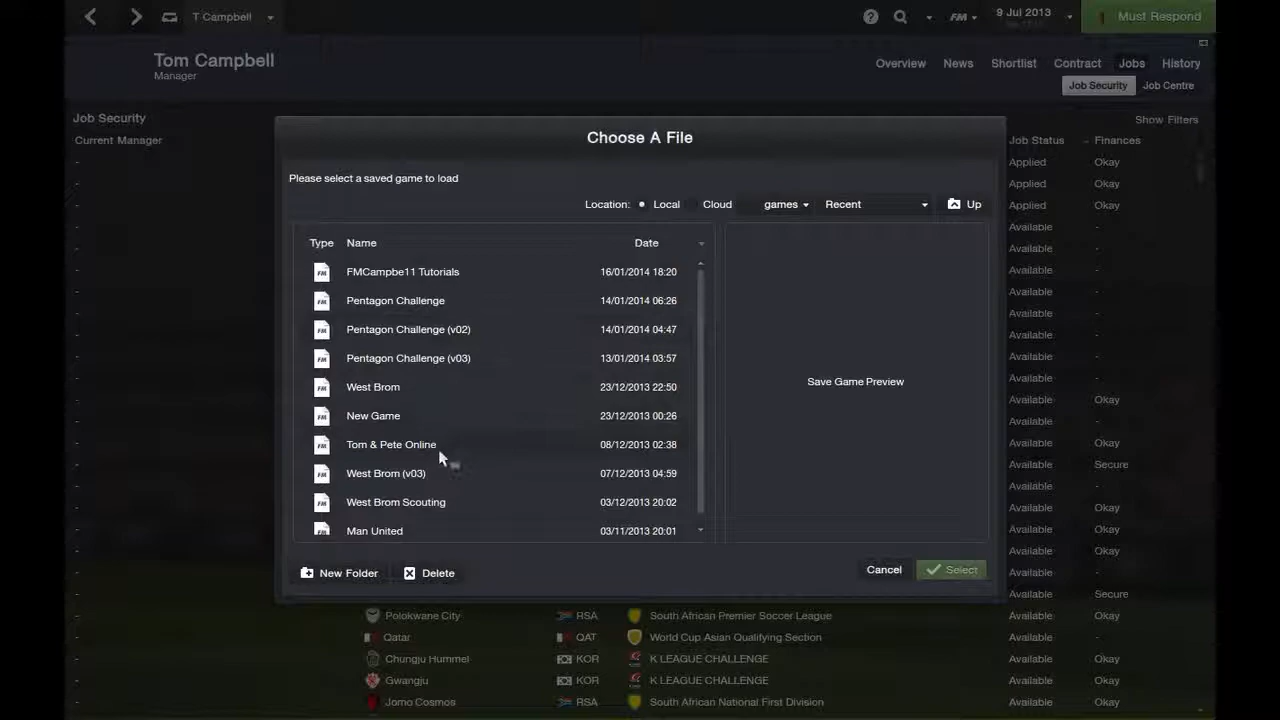 T Campbell
FM
9 Jul 2013
Must Respond
Tom Campbell
Manager
Overview News Shortlist Contract Jobs History
Job Security Job Centre
Job Security
Show Filters
Current Manager
Job Status Finances
Choose A File
Please select a saved game to load
Location: Local Cloud games Recent Up
Type Name Date
FMCampbe11 Tutorials 16/01/2014 18:20
Pentagon Challenge 14/01/2014 06:26
Pentagon Challenge (v02) 14/01/2014 04:47
Pentagon Challenge (v03) 13/01/2014 03:57
West Brom 23/12/2013 22:50
New Game 23/12/2013 00:26
Tom & Pete Online 08/12/2013 02:38
West Brom (v03) 07/12/2013 04:59
West Brom Scouting 03/12/2013 20:02
Man United 03/11/2013 20:01
Save Game Preview
New Folder Delete
Cancel Select
- Applied Okay
- Applied Okay
- Applied Okay
- Available -
- Available -
- Available -
- Available -
- Available -
- Available -
- Available -
- Available -
- Available Okay
- Available -
- Available Okay
- Available Secure
- Available -
- Available Okay
- Available Okay
- Available Okay
- Available -
- Available Secure
- Polokwane City RSA South African Premier Soccer League Available Okay
- Qatar QAT World Cup Asian Qualifying Section Available -
- Chungju Hummel KOR K LEAGUE CHALLENGE Available Okay
- Gwangju KOR K LEAGUE CHALLENGE Available Okay
- Jomo Cosmos RSA South African National First Division Available Okay